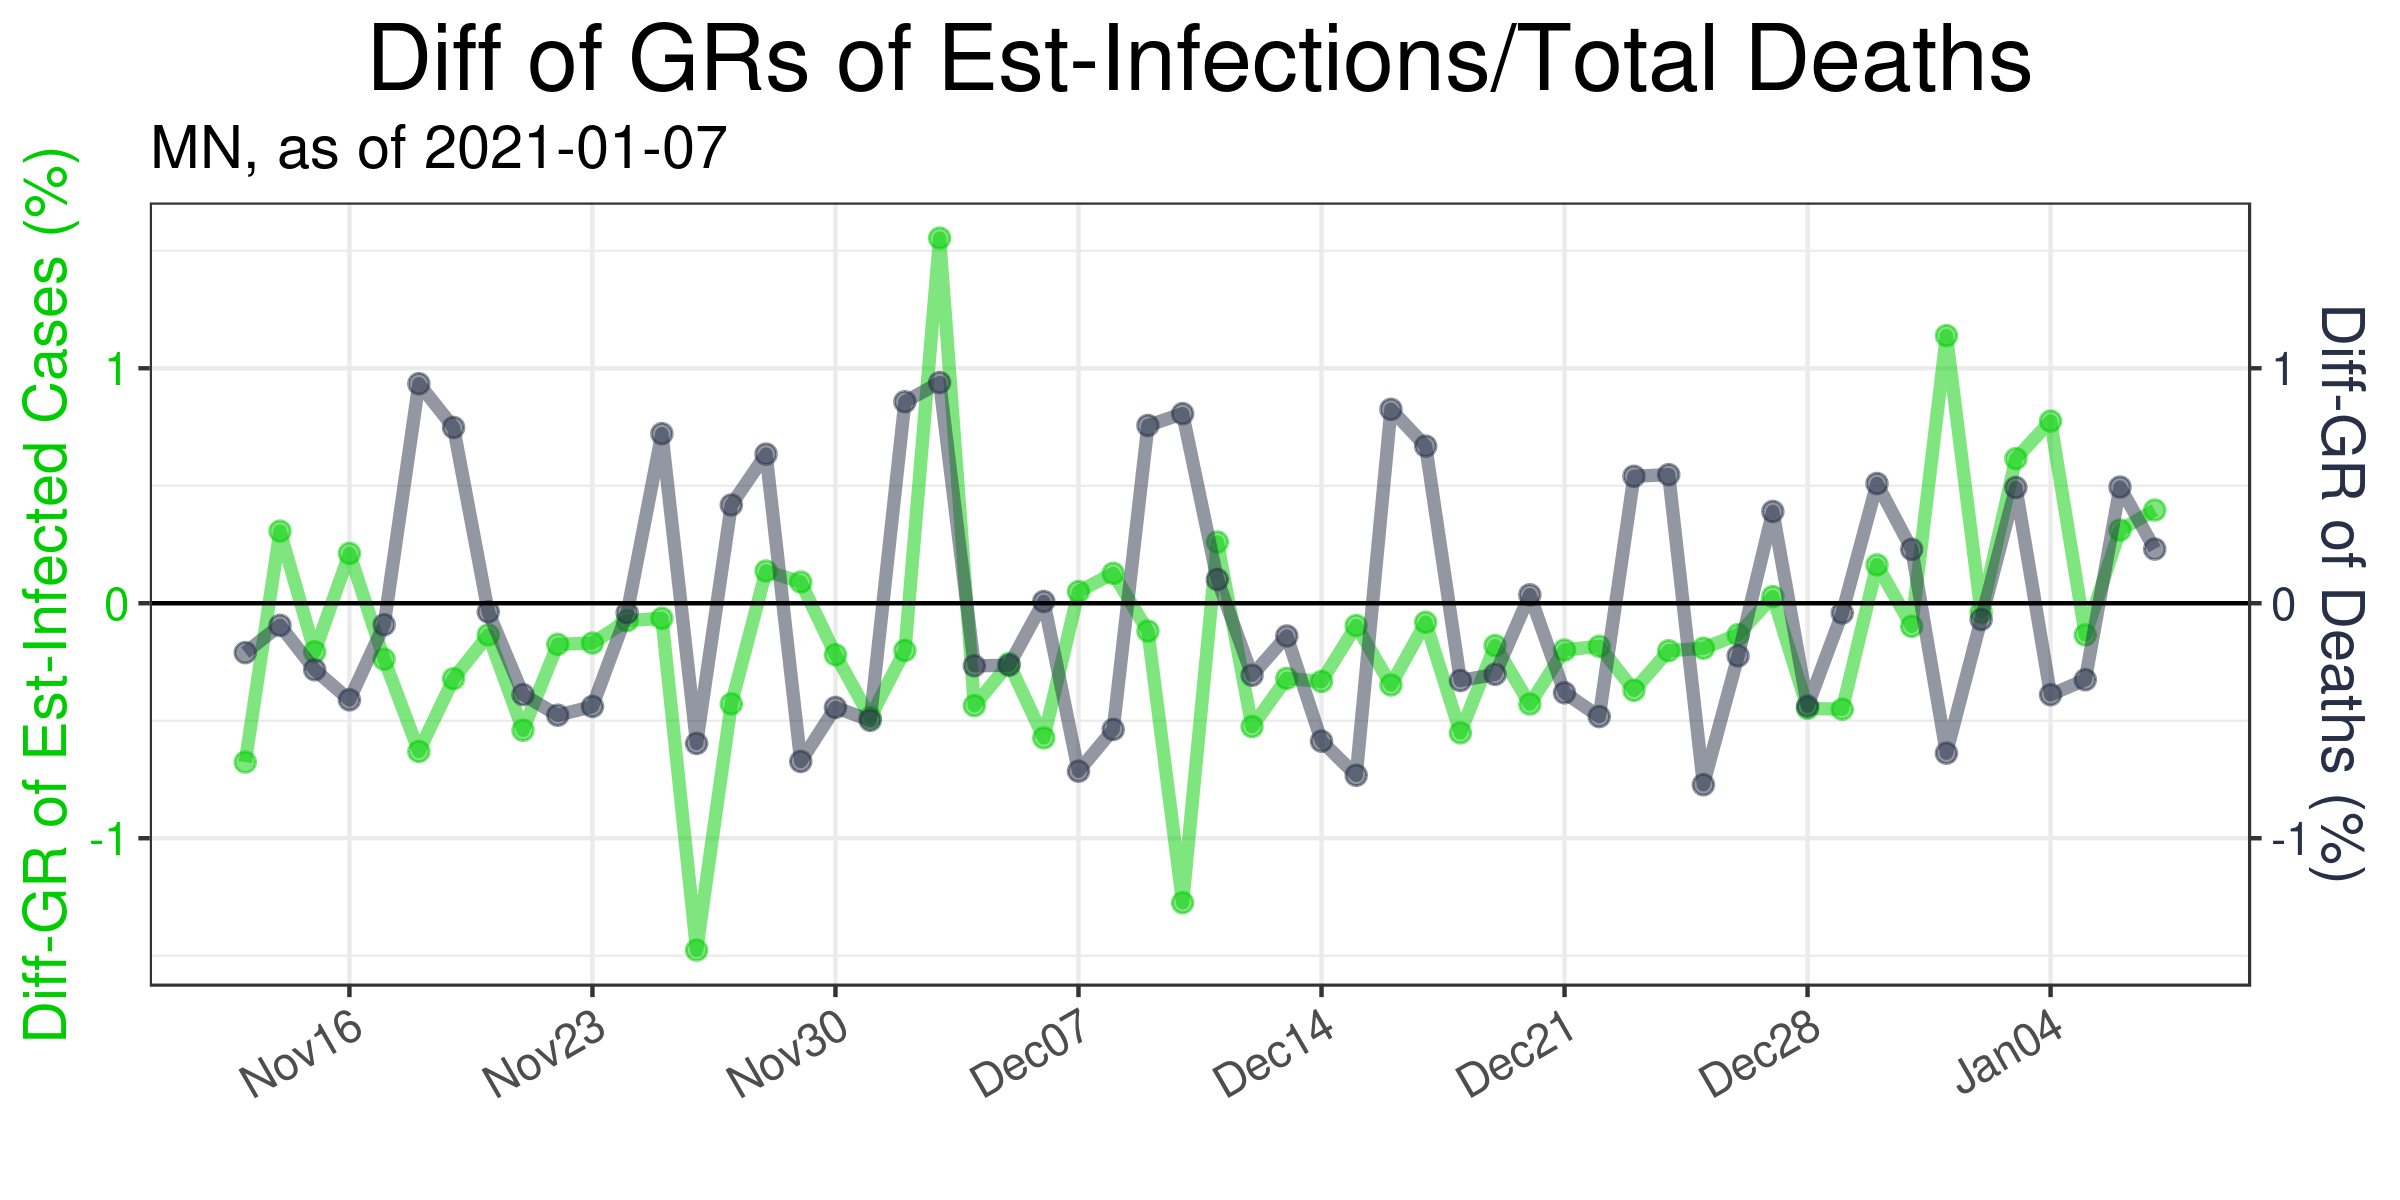 Diff of GRs of Est-Infections/Total Deaths
MN, as of 2021-01-07
Diff-GR of Est-Infected Cases (%)
1
0
-1
1
0
-1
Diff-GR of Deaths (%)
Nov16
Nov23
Nov30
Dec07
Dec14
Dec21
Dec28
Jan04